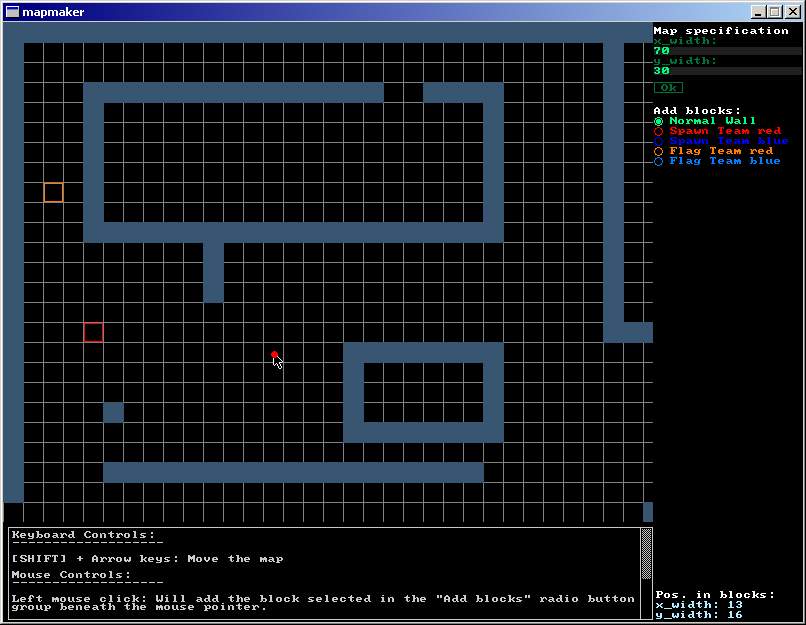 mapmaker
Map specification
x_width:
70
y_width:
30
Ok
Add blocks:
Normal Wall
Spawn Team red
Spawn Team blue
Flag Team red
Flag Team blue
Keyboard Controls:
-------------------
[SHIFT] + Arrow keys: Move the map
Mouse Controls:
-------------------
Left mouse click: Will add the block selected in the "Add blocks" radio button
group beneath the mouse pointer.
Pos. in blocks:
x_width: 13
y_width: 16